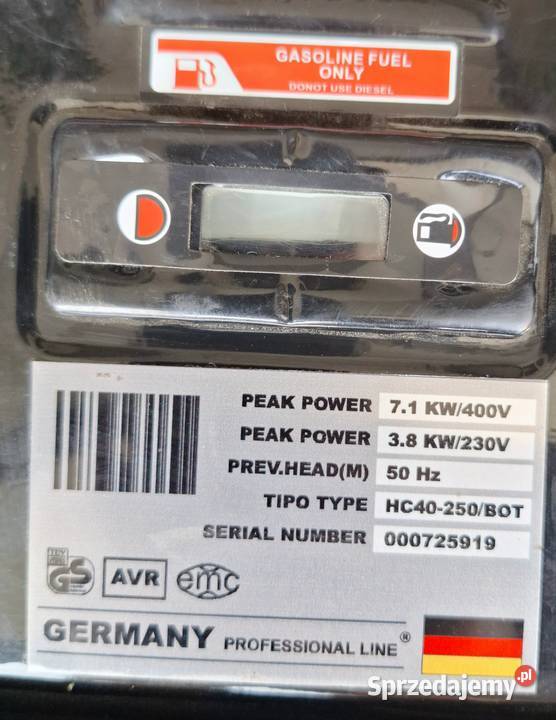 GASOLINE FUEL
ONLY
DONOT USE DIESEL
PEAK POWER 7.1 KW/400V
PEAK POWER 3.8 KW/230V
PREV.HEAD(M) 50 Hz
TIPO TYPE HC40-250/BOT
SERIAL NUMBER 000725919
GS AVR emc
GERMANY PROFESSIONAL LINE ®
Sprzedajemy.pl